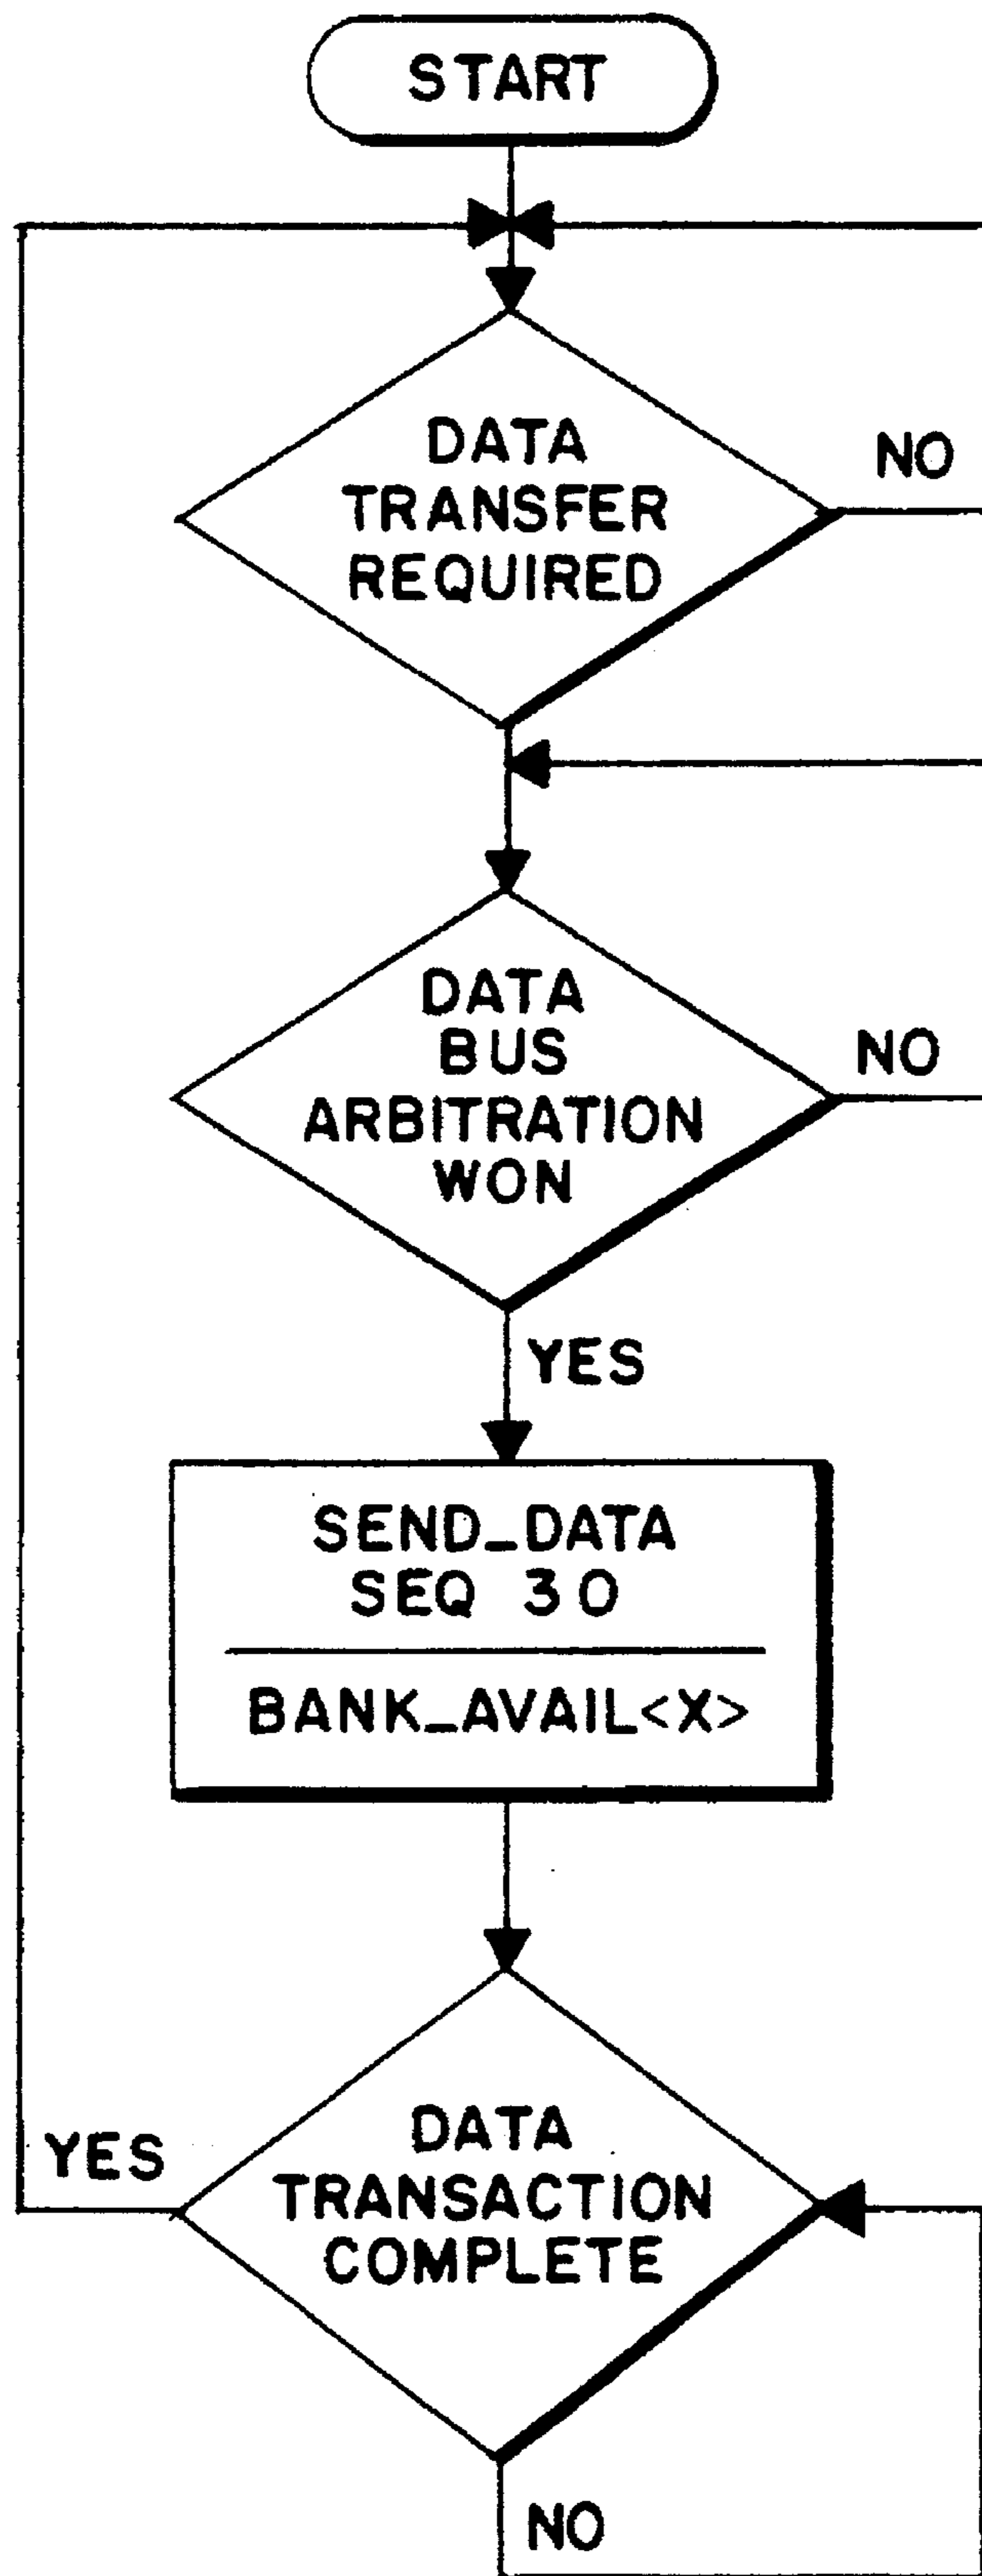 START
DATA
TRANSFER
REQUIRED
NO
DATA
BUS
ARBITRATION
WON
NO
YES
SEND_DATA
SEQ 30
BANK_AVAIL<X>
DATA
TRANSACTION
COMPLETE
YES
NO